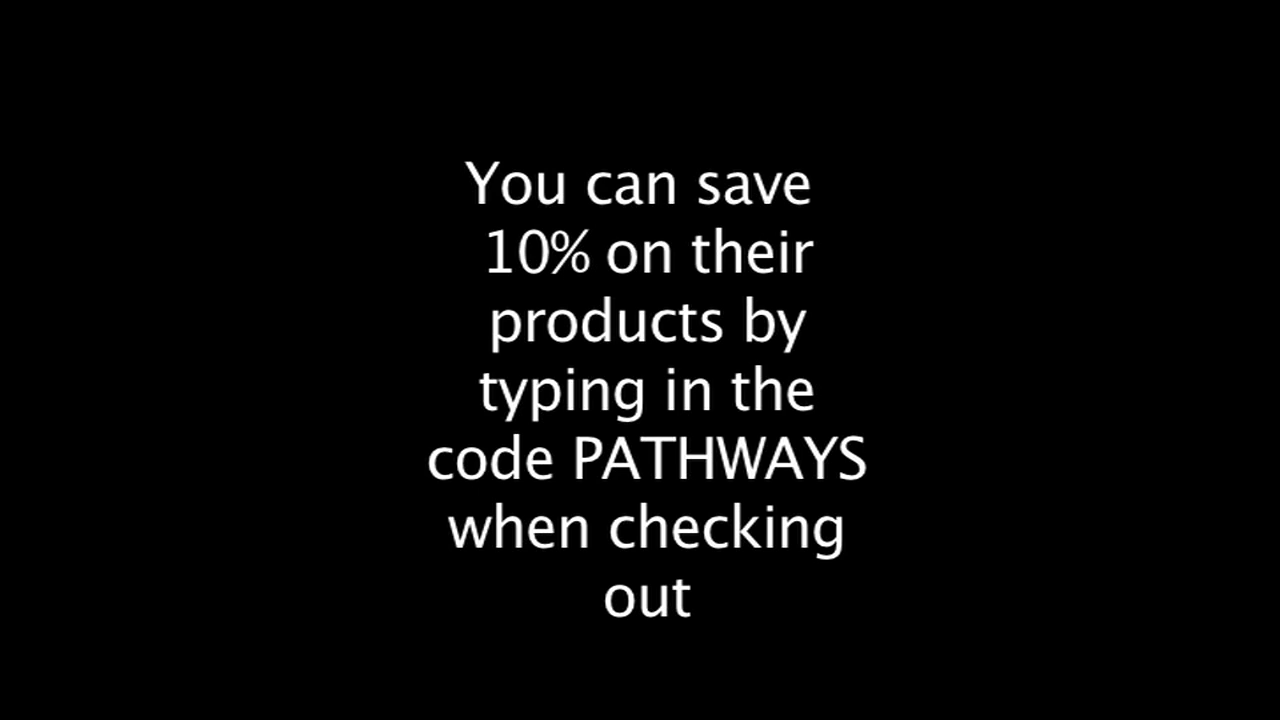 You can save
10% on their
products by
typing in the
code PATHWAYS
when checking
out